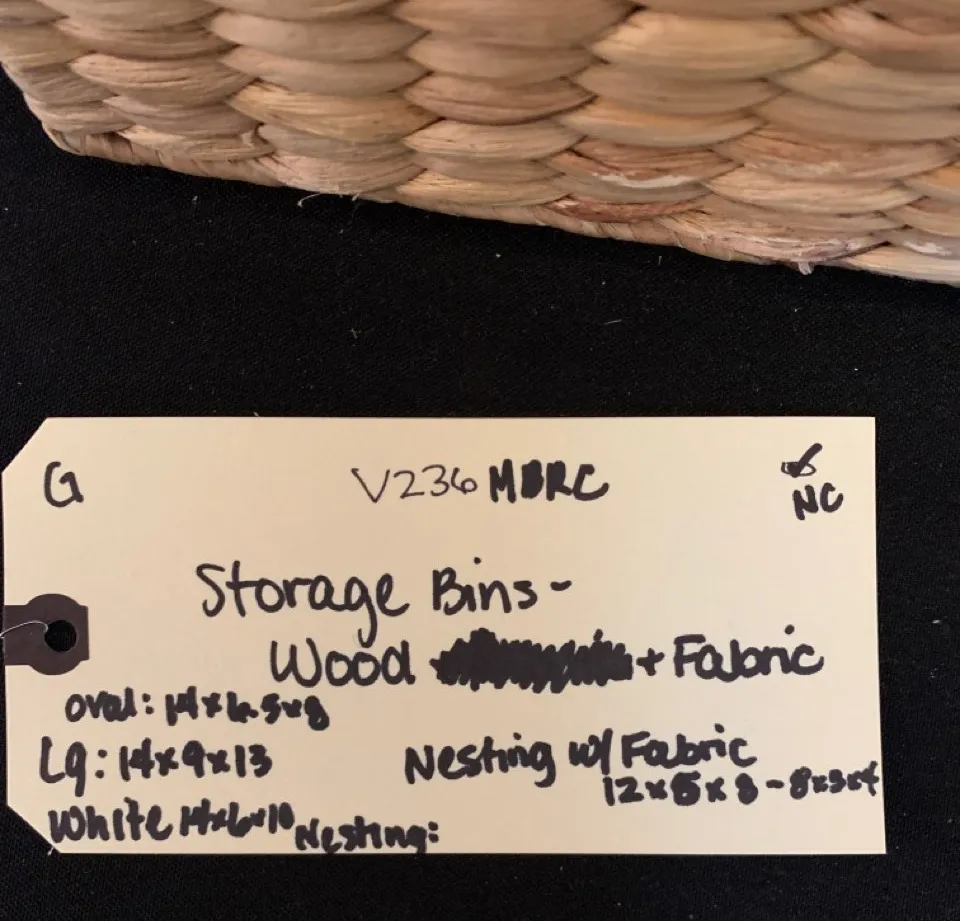 G V236 MBRC NC
Storage Bins-
Wood + Fabric
oval: 14x6.5x8
Lg: 14x9x13
Nesting w/ Fabric
12x5x8 - 8x3x4
White 14x6x10
Nesting: